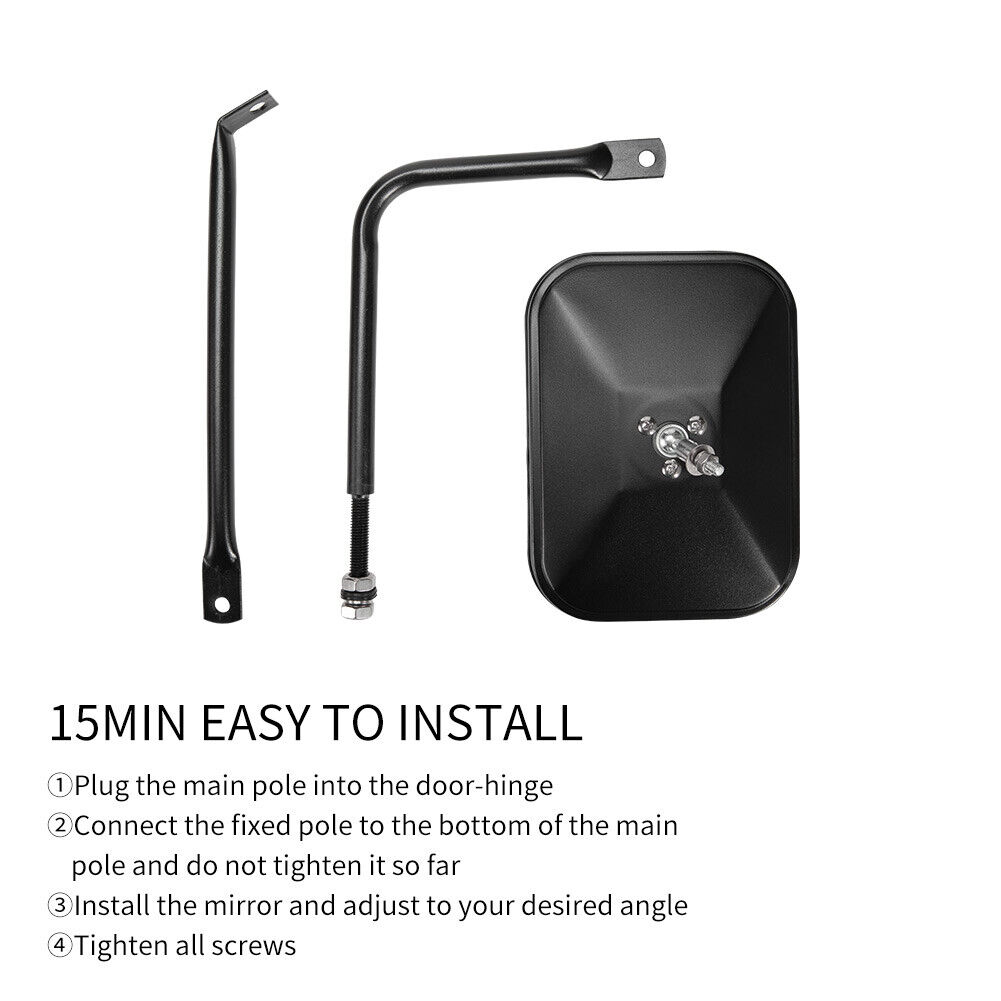 15MIN EASY TO INSTALL
①Plug the main pole into the door-hinge
②Connect the fixed pole to the bottom of the main
pole and do not tighten it so far
③Install the mirror and adjust to your desired angle
④Tighten all screws